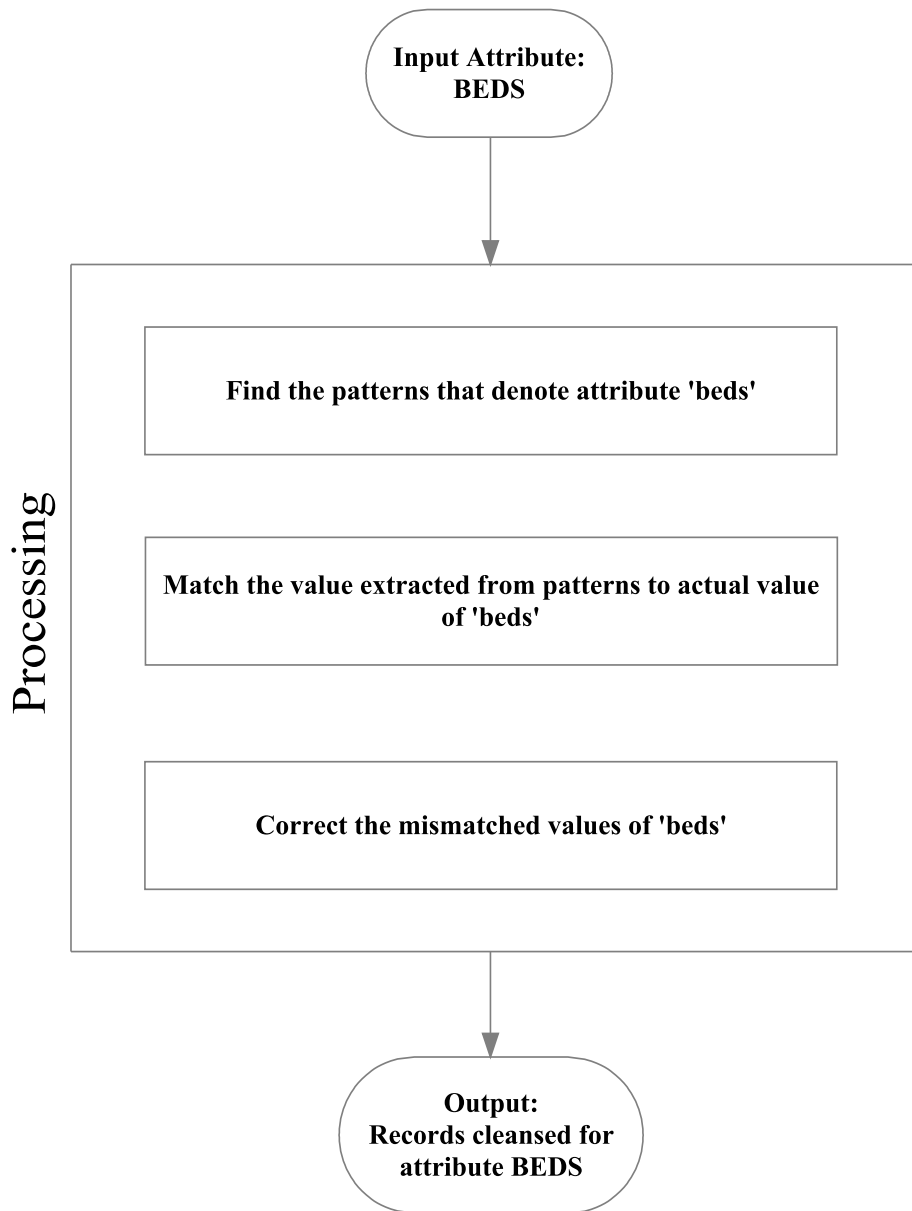 Input Attribute:
BEDS
Processing
Find the patterns that denote attribute 'beds'
Match the value extracted from patterns to actual value
of 'beds'
Correct the mismatched values of 'beds'
Output:
Records cleansed for
attribute BEDS